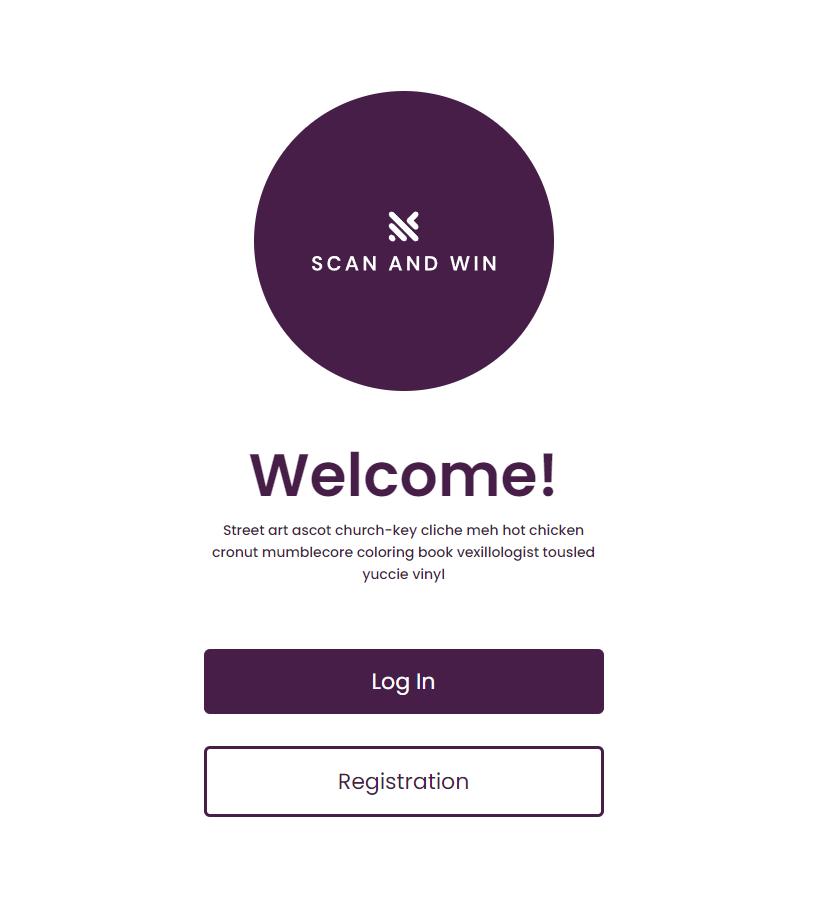 SCAN AND WIN
Welcome!
Street art ascot church-key cliche meh hot chicken
cronut mumblecore coloring book vexillologist tousled
yuccie vinyl
Log In
Registration